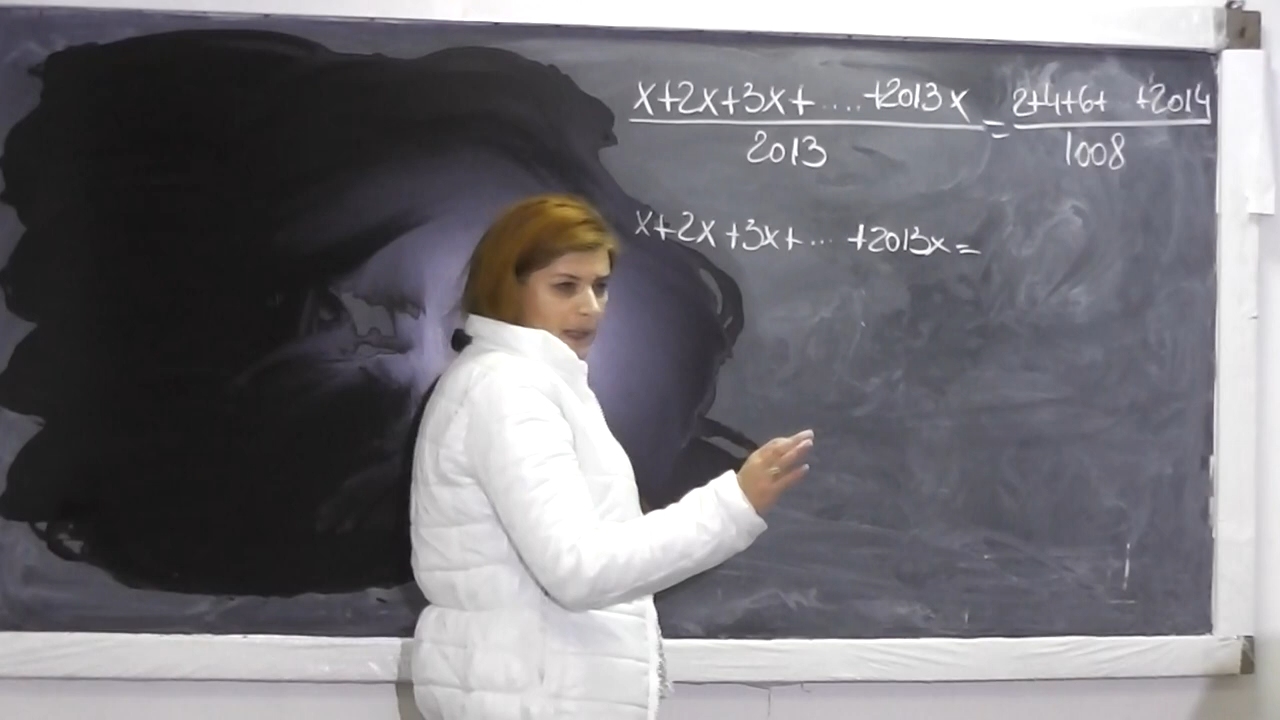 x+2x+3x+....+2013x = 2+4+6+ +2014
2013 1008
x+2x+3x+... +2013x=